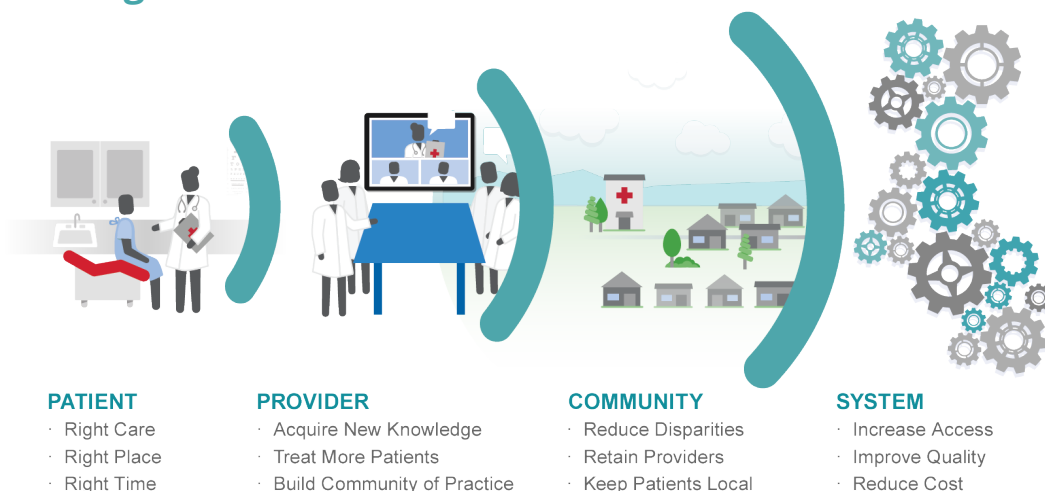 PATIENT
· Right Care
· Right Place
· Right Time
PROVIDER
· Acquire New Knowledge
· Treat More Patients
· Build Community of Practice
COMMUNITY
· Reduce Disparities
· Retain Providers
· Keep Patients Local
SYSTEM
· Increase Access
· Improve Quality
· Reduce Cost